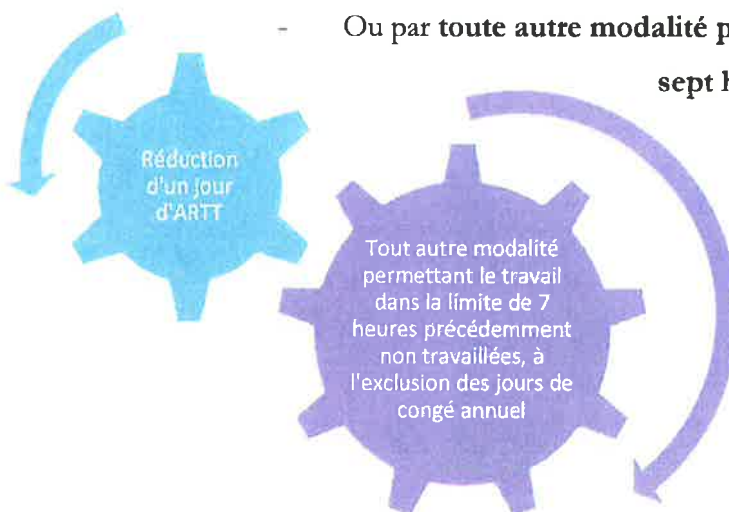 - Ou par toute autre modalité p
sept h
Réduction
d'un jour
d'ARTT
Tout autre modalité
permettant le travail
dans la limite de 7
heures précédemment
non travaillées, à
l'exclusion des jours de
congé annuel